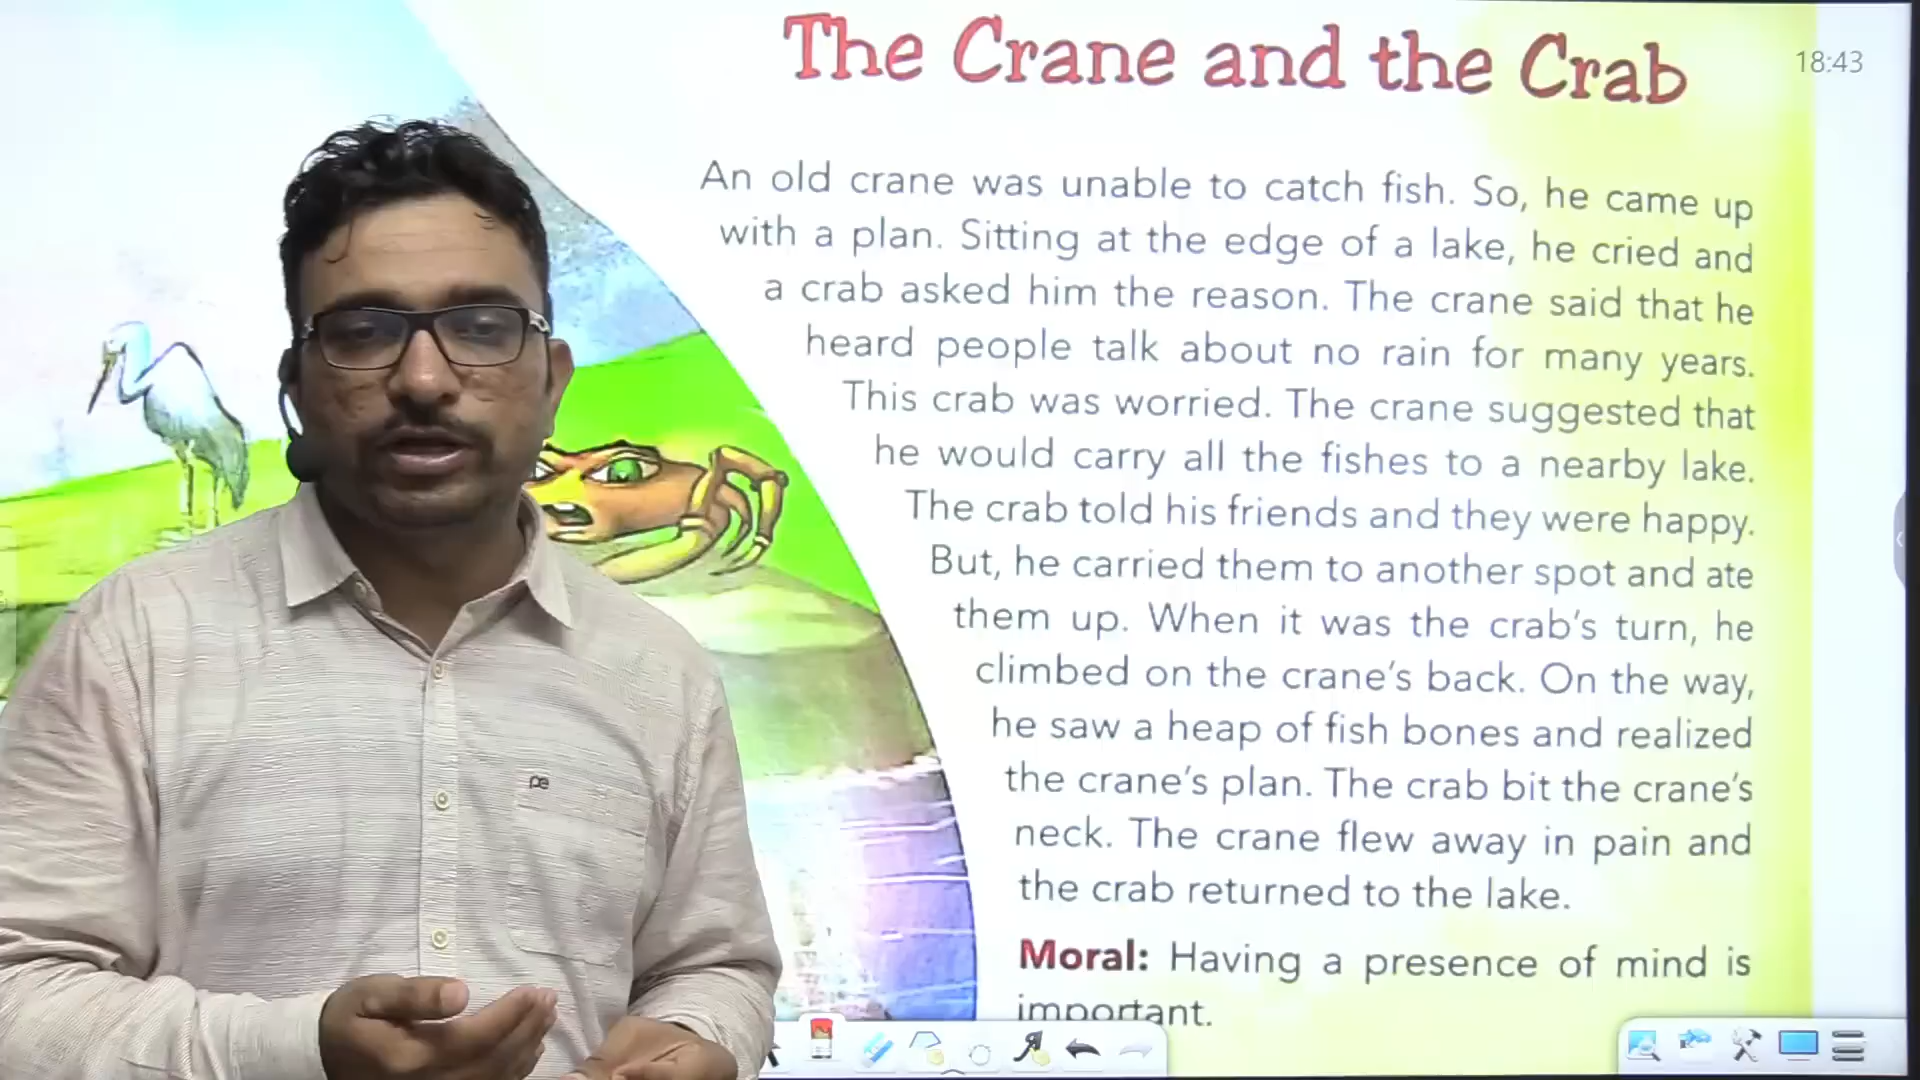 The Crane and the Crab
18:43
An old crane was unable to catch fish. So, he came up
with a plan. Sitting at the edge of a lake, he cried and
a crab asked him the reason. The crane said that he
heard people talk about no rain for many years.
This crab was worried. The crane suggested that
he would carry all the fishes to a nearby lake.
The crab told his friends and they were happy.
But, he carried them to another spot and ate
them up. When it was the crab's turn, he
climbed on the crane's back. On the way,
he saw a heap of fish bones and realized
the crane's plan. The crab bit the crane's
neck. The crane flew away in pain and
the crab returned to the lake.
Moral: Having a presence of mind is
important.
pe